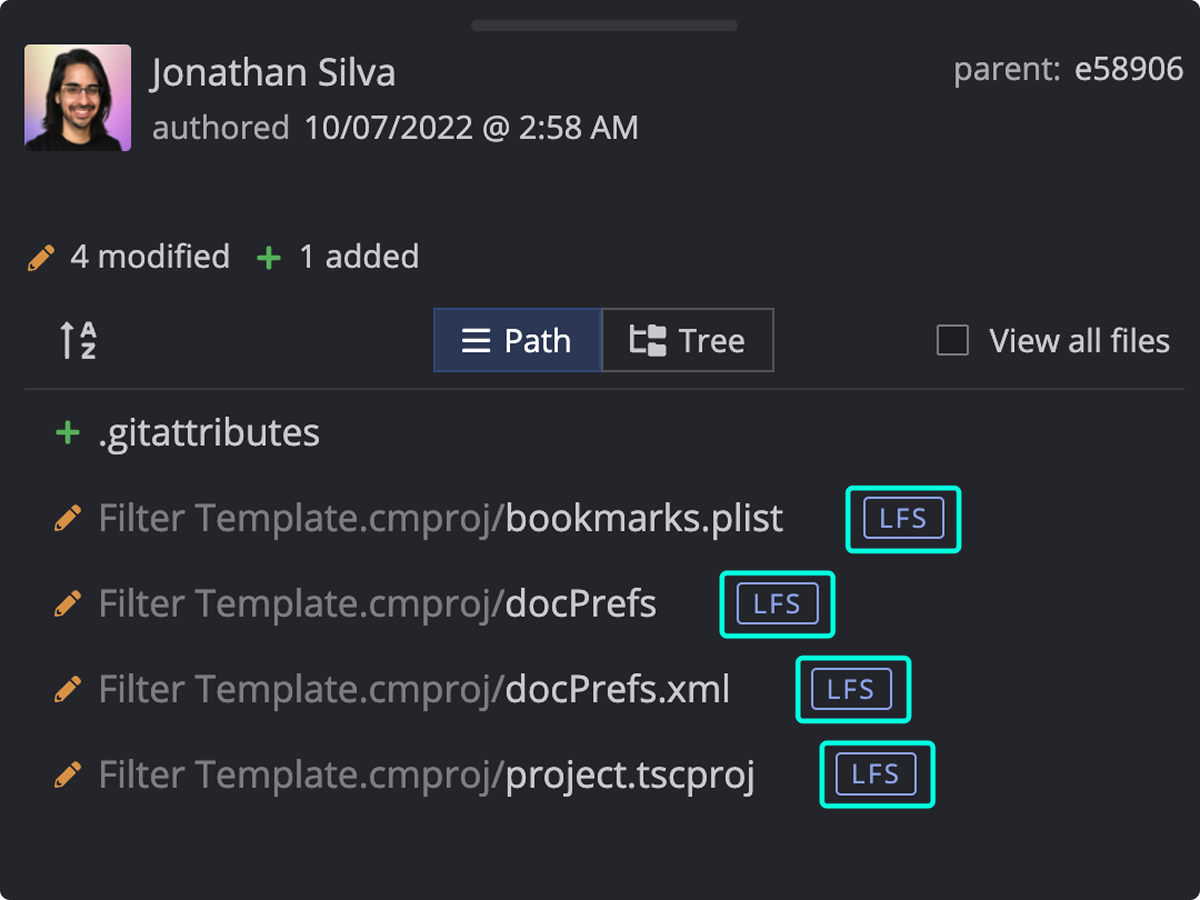 Jonathan Silva
parent: e58906
authored 10/07/2022 @ 2:58 AM
4 modified + 1 added
A Z
Path Tree View all files
+ .gitattributes
Filter Template.cmproj/bookmarks.plist LFS
Filter Template.cmproj/docPrefs LFS
Filter Template.cmproj/docPrefs.xml LFS
Filter Template.cmproj/project.tscproj LFS